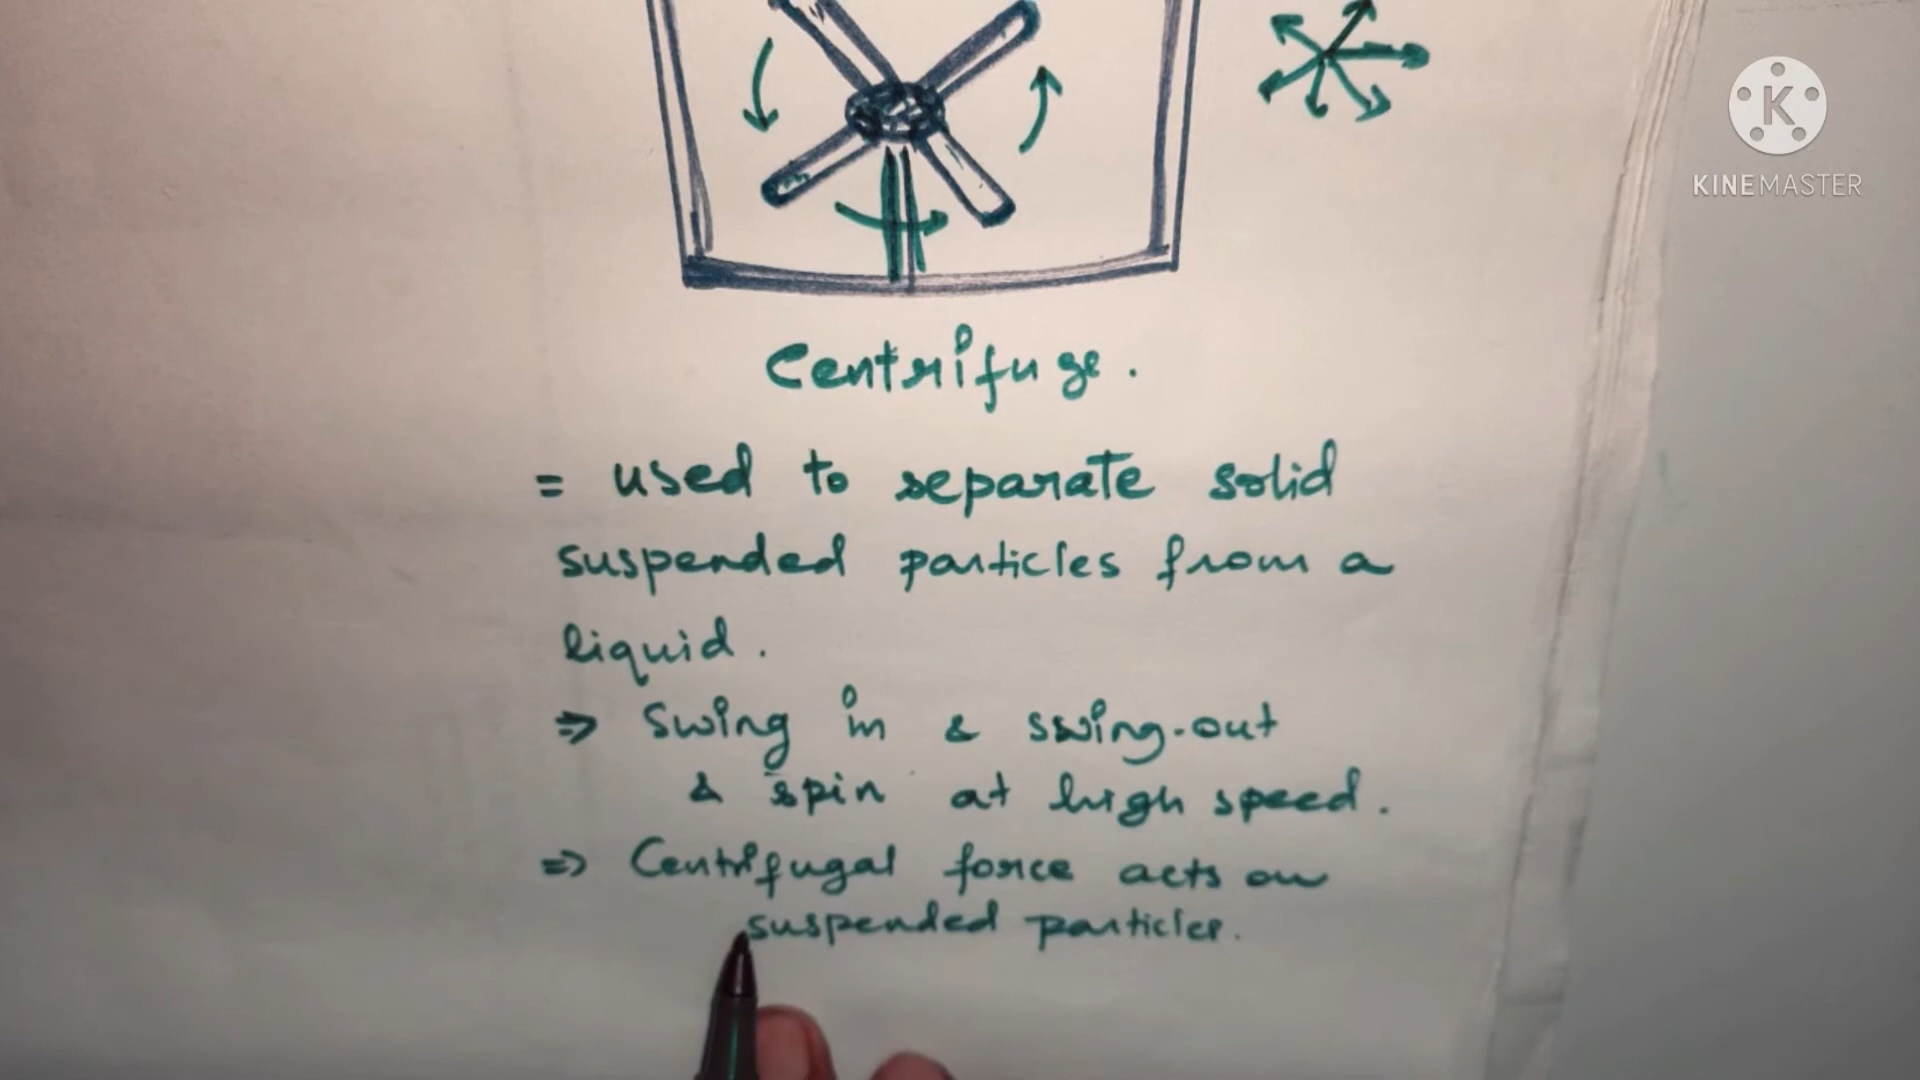 K
KINEMASTER
Centrifuge.
= used to separate solid
suspended particles from a
liquid.
⇒ Swing in & swing-out
& spin at high speed.
⇒ Centrifugal force acts on
suspended particles.